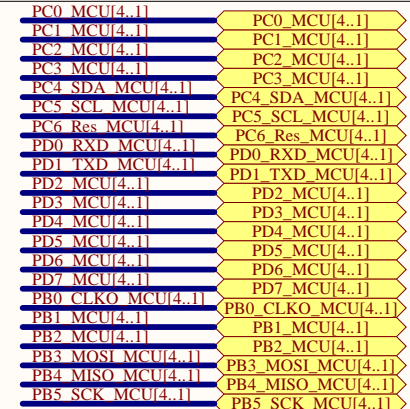 PC0_MCU[4..1] PC0_MCU[4..1]
PC1_MCU[4..1] PC1_MCU[4..1]
PC2_MCU[4..1] PC2_MCU[4..1]
PC3_MCU[4..1] PC3_MCU[4..1]
PC4_SDA_MCU[4..1] PC4_SDA_MCU[4..1]
PC5_SCL_MCU[4..1] PC5_SCL_MCU[4..1]
PC6_Res_MCU[4..1] PC6_Res_MCU[4..1]
PD0_RXD_MCU[4..1] PD0_RXD_MCU[4..1]
PD1_TXD_MCU[4..1] PD1_TXD_MCU[4..1]
PD2_MCU[4..1] PD2_MCU[4..1]
PD3_MCU[4..1] PD3_MCU[4..1]
PD4_MCU[4..1] PD4_MCU[4..1]
PD5_MCU[4..1] PD5_MCU[4..1]
PD6_MCU[4..1] PD6_MCU[4..1]
PD7_MCU[4..1] PD7_MCU[4..1]
PB0_CLKO_MCU[4..1] PB0_CLKO_MCU[4..1]
PB1_MCU[4..1] PB1_MCU[4..1]
PB2_MCU[4..1] PB2_MCU[4..1]
PB3_MOSI_MCU[4..1] PB3_MOSI_MCU[4..1]
PB4_MISO_MCU[4..1] PB4_MISO_MCU[4..1]
PB5_SCK_MCU[4..1] PB5_SCK_MCU[4..1]